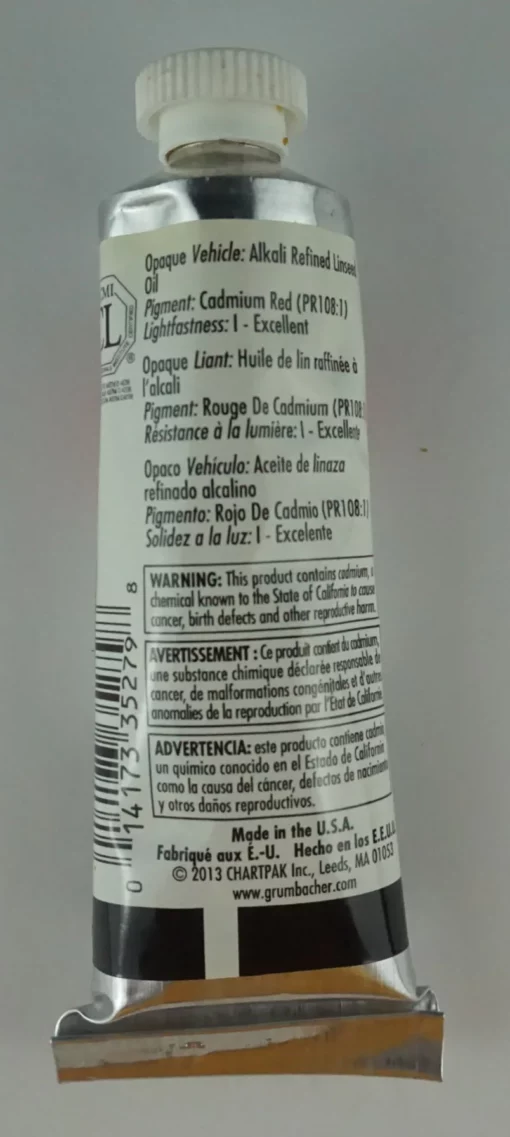 Opaque Vehicle: Alkali Refined Linseed
Oil
Pigment: Cadmium Red (PR108:1)
Lightfastness: I - Excellent
Opaque Liant: Huile de lin raffinée à
l'alcali
Pigment: Rouge De Cadmium (PR108
Résistance à la lumière: I - Excellente
Opaco Vehículo: Aceite de linaza
refinado alcalino
Pigmento: Rojo De Cadmio (PR108:1)
Solidez a la luz: I - Excelente
WARNING: This product contains cadmium, a
chemical known to the State of California to cause
cancer, birth defects and other reproductive harm.
AVERTISSEMENT : Ce produit contient du cadmium,
une substance chimique déclarée responsable de
cancer, de malformations congénitales et d'autres
anomalies de la reproduction par l'État de Californie
ADVERTENCIA: este producto contiene cadmio,
un químico conocido en el Estado de California
como la causa del cáncer, defectos de nacimiento
y otros daños reproductivos.
Made in the U.S.A.
Fabriqué aux É.-U. Hecho en los E.E.U.U.
© 2013 CHARTPAK Inc., Leeds, MA 01053
www.grumbacher.com
0 14173 35279 8